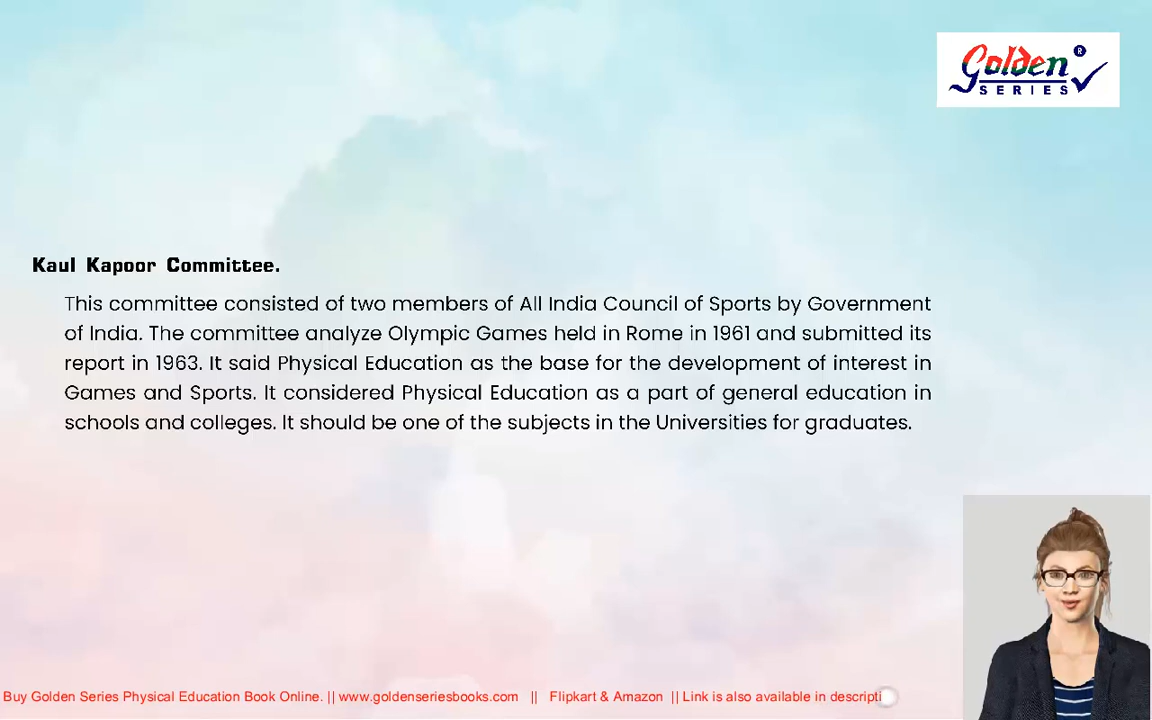 Golden®
SERIES
Kaul Kapoor Committee.
This committee consisted of two members of All India Council of Sports by Government
of India. The committee analyze Olympic Games held in Rome in 1961 and submitted its
report in 1963. It said Physical Education as the base for the development of interest in
Games and Sports. It considered Physical Education as a part of general education in
schools and colleges. It should be one of the subjects in the Universities for graduates.
Buy Golden Series Physical Education Book Online. || www.goldenseriesbooks.com || Flipkart & Amazon || Link is also available in descripti